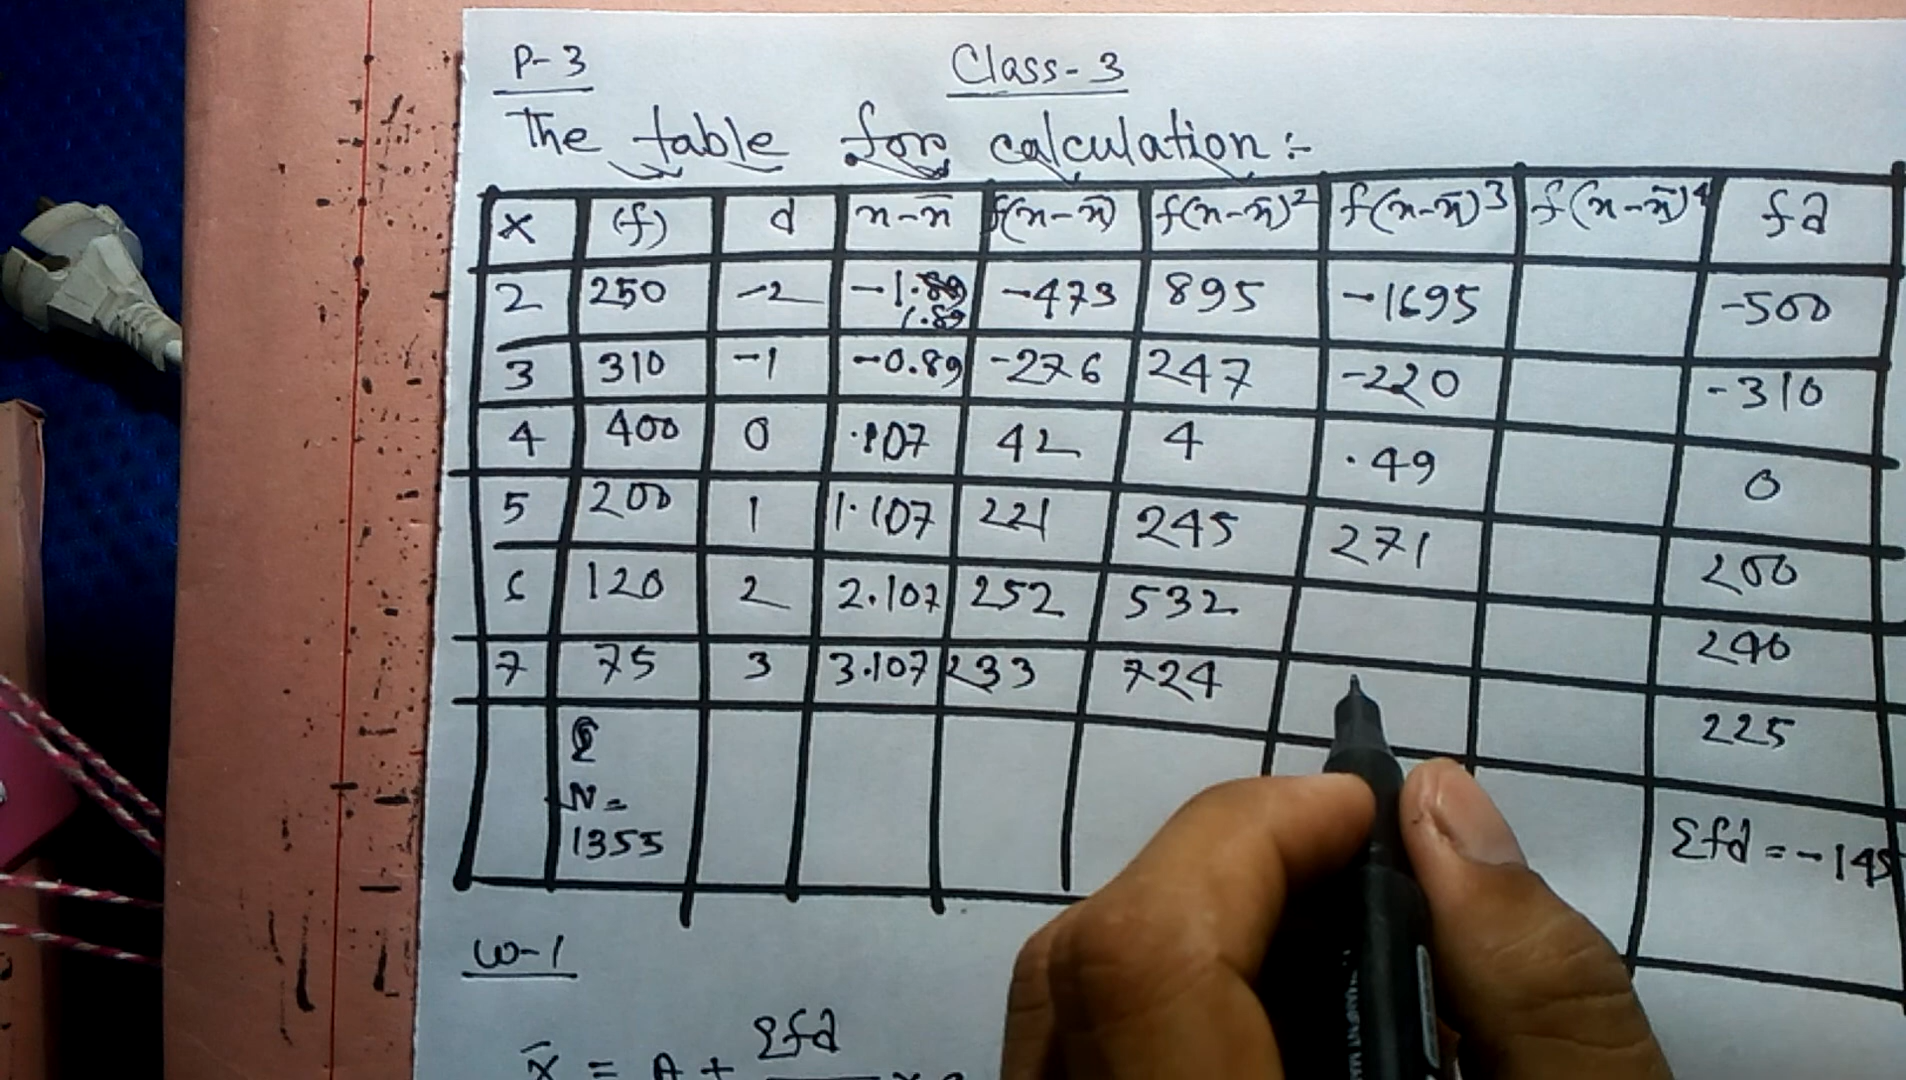 P-3 Class-3
The table for calculation:-
x (f) d n-n̄ f(n-n̄) f(n-n̄)² f(n-n̄)³ f(n-n̄)⁴ fd
2 250 -2 -1.89 -473 895 -1695 -500
1.89
3 310 -1 -0.89 -276 247 -220 -310
4 400 0 .107 42 4 .49 0
5 200 1 1.107 221 245 271 200
6 120 2 2.107 252 532 240
7 75 3 3.107 233 724 225
Σ
N=
1355
Σfd = -145
W-1
Σfd
x̄ = A +